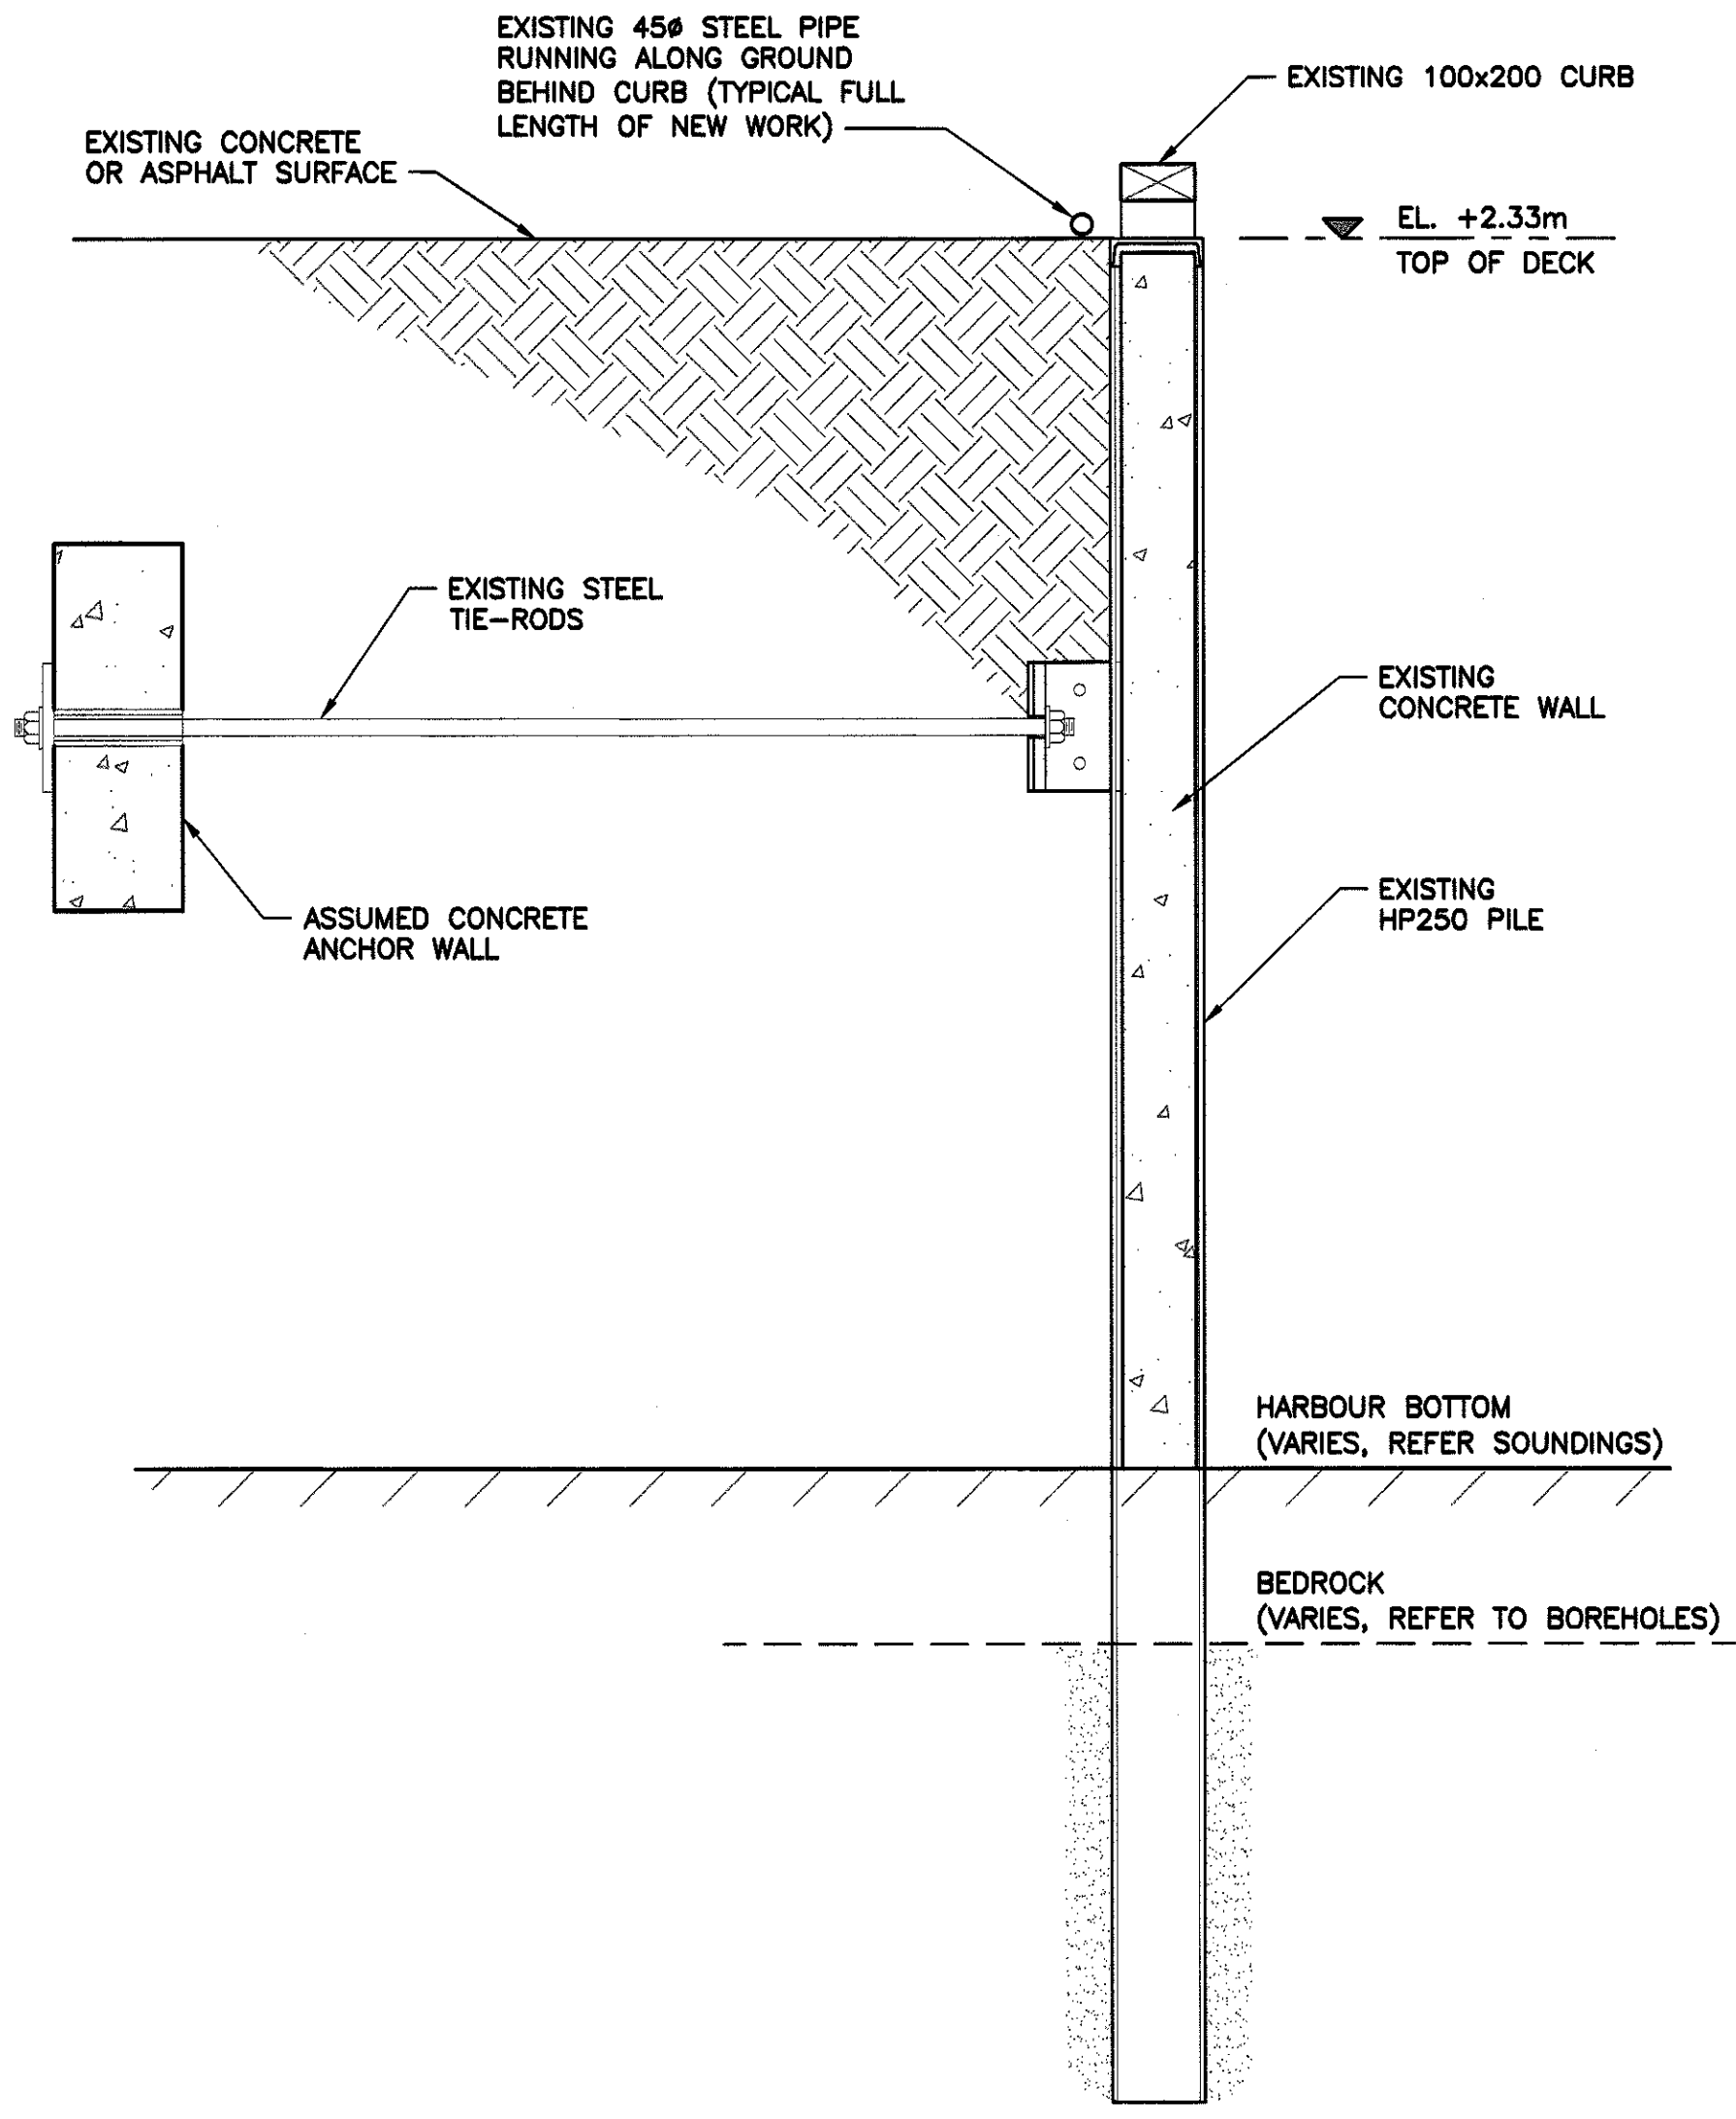 EXISTING 45ø STEEL PIPE
RUNNING ALONG GROUND
BEHIND CURB (TYPICAL FULL
LENGTH OF NEW WORK)
EXISTING 100x200 CURB
EXISTING CONCRETE
OR ASPHALT SURFACE
EL. +2.33m
TOP OF DECK
EXISTING STEEL
TIE-RODS
EXISTING
CONCRETE WALL
EXISTING
HP250 PILE
ASSUMED CONCRETE
ANCHOR WALL
HARBOUR BOTTOM
(VARIES, REFER SOUNDINGS)
BEDROCK
(VARIES, REFER TO BOREHOLES)